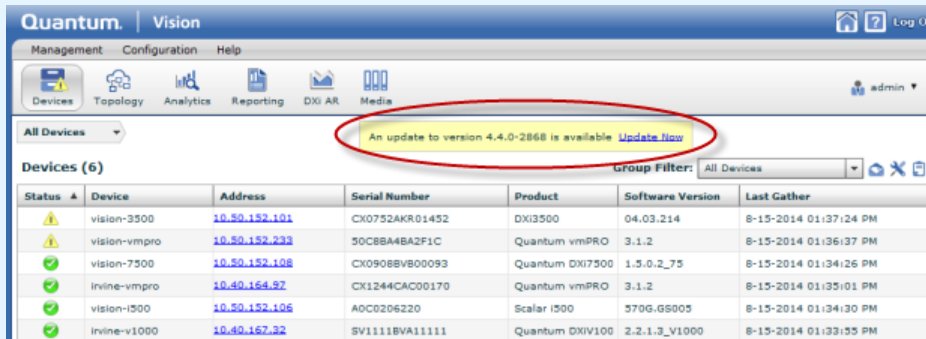 Quantum. | Vision
Log O
Management Configuration Help
Devices Topology Analytics Reporting DXi AR Media
admin
All Devices
An update to version 4.4.0-2868 is available Update Now
Devices (6)
Group Filter: All Devices
Status Device Address Serial Number Product Software Version Last Gather
vision-3500 10.50.152.101 CX0752AKR01452 DXi3500 04.03.214 8-15-2014 01:37:24 PM
vision-vmpro 10.50.152.233 50C8BA4BA2F1C Quantum vmPRO 3.1.2 8-15-2014 01:36:37 PM
vision-7500 10.50.152.108 CX0908BVB00093 Quantum DXi7500 1.5.0.2_75 8-15-2014 01:34:26 PM
irvine-vmpro 10.40.164.97 CX1244CAC00170 Quantum vmPRO 3.1.2 8-15-2014 01:35:01 PM
vision-i500 10.50.152.106 A0C0206220 Scalar i500 570G.GS005 8-15-2014 01:34:30 PM
irvine-v1000 10.40.167.32 SV1111BVA11111 Quantum DXiV100 2.2.1.3_V1000 8-15-2014 01:33:55 PM